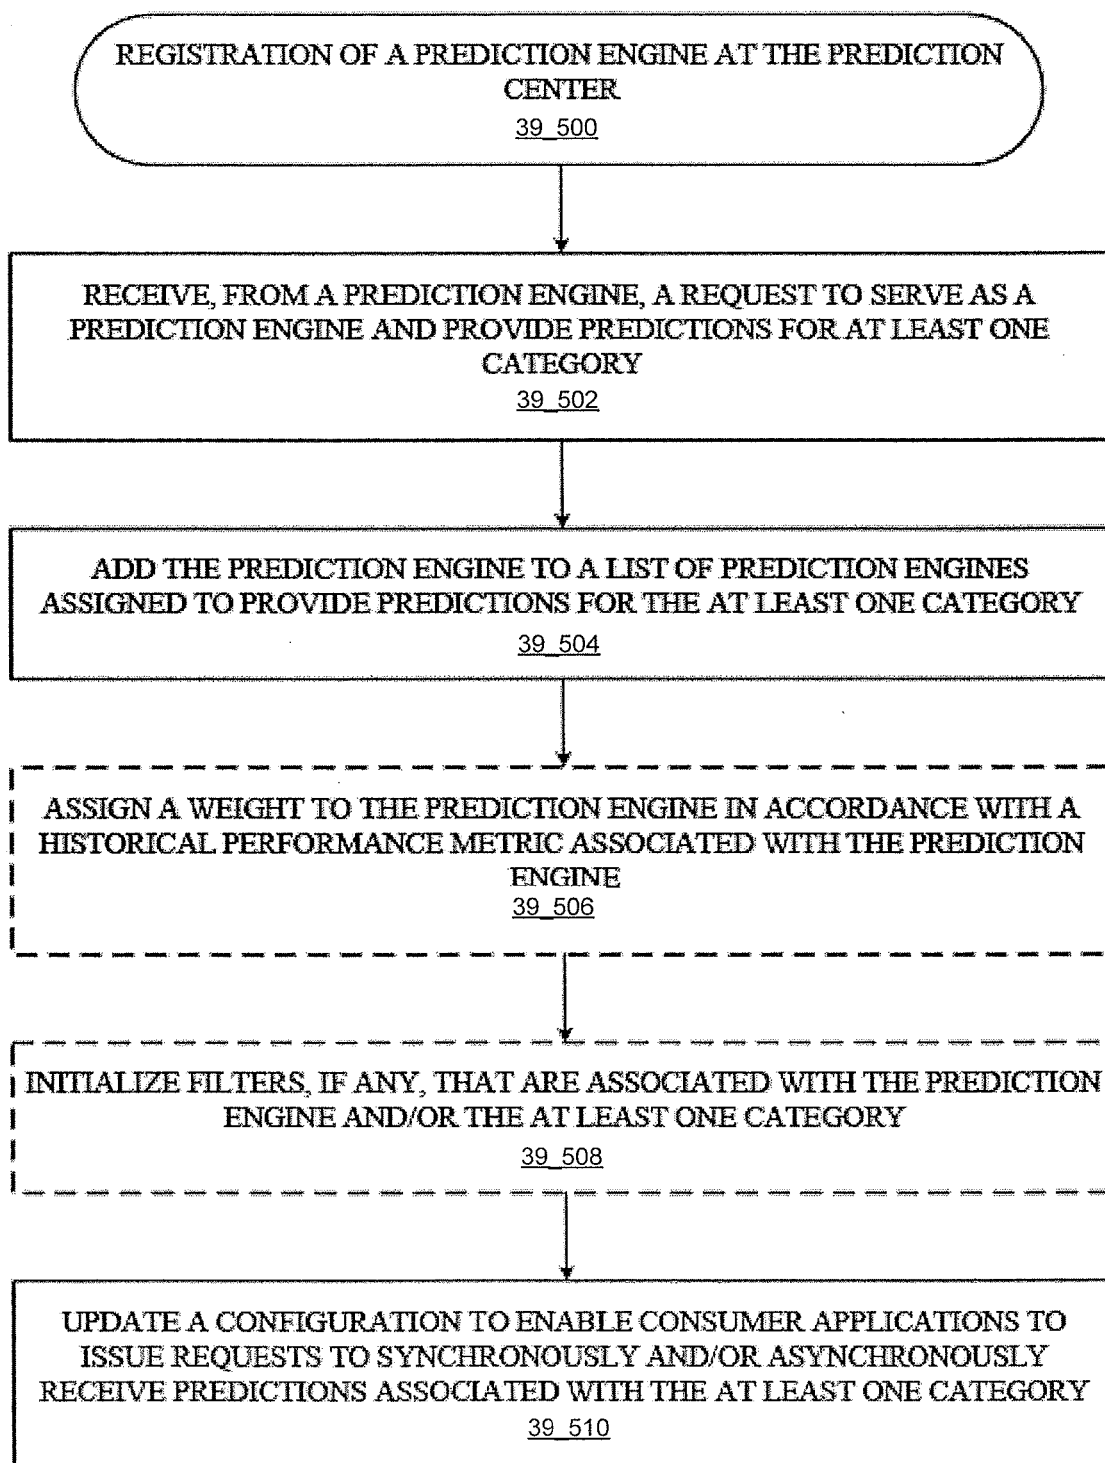 REGISTRATION OF A PREDICTION ENGINE AT THE PREDICTION
CENTER
39_500
RECEIVE, FROM A PREDICTION ENGINE, A REQUEST TO SERVE AS A
PREDICTION ENGINE AND PROVIDE PREDICTIONS FOR AT LEAST ONE
CATEGORY
39_502
ADD THE PREDICTION ENGINE TO A LIST OF PREDICTION ENGINES
ASSIGNED TO PROVIDE PREDICTIONS FOR THE AT LEAST ONE CATEGORY
39_504
ASSIGN A WEIGHT TO THE PREDICTION ENGINE IN ACCORDANCE WITH A
HISTORICAL PERFORMANCE METRIC ASSOCIATED WITH THE PREDICTION
ENGINE
39_506
INITIALIZE FILTERS, IF ANY, THAT ARE ASSOCIATED WITH THE PREDICTION
ENGINE AND/OR THE AT LEAST ONE CATEGORY
39_508
UPDATE A CONFIGURATION TO ENABLE CONSUMER APPLICATIONS TO
ISSUE REQUESTS TO SYNCHRONOUSLY AND/OR ASYNCHRONOUSLY
RECEIVE PREDICTIONS ASSOCIATED WITH THE AT LEAST ONE CATEGORY
39_510